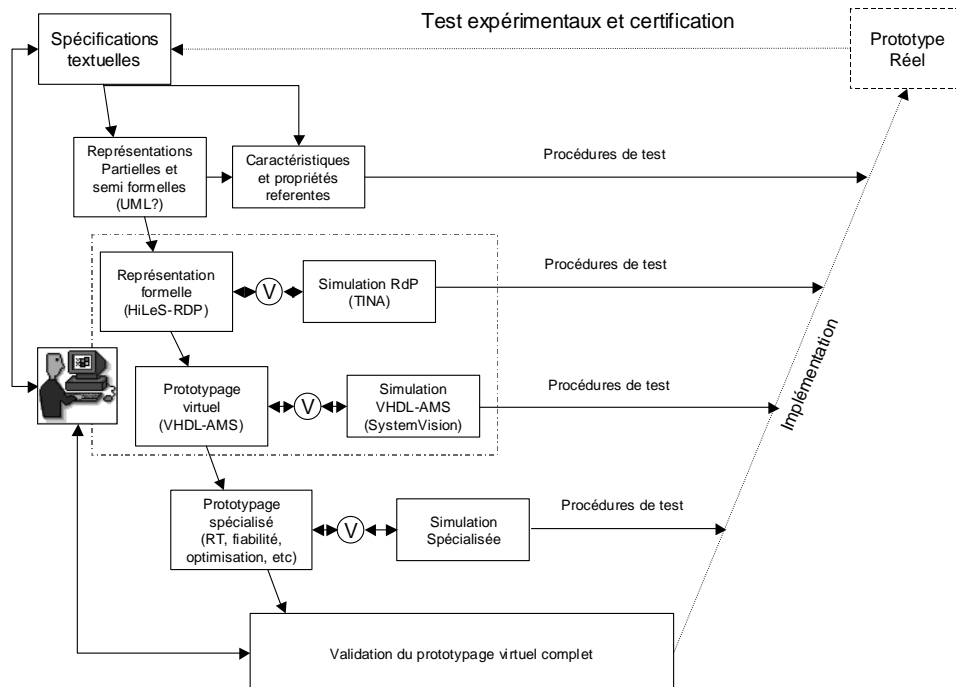 Test expérimentaux et certification
Spécifications
textuelles
Prototype
Réel
Représentations
Partielles et
semi formelles
(UML?)
Caractéristiques
et propriétés
referentes
Procédures de test
Représentation
formelle
(HiLeS-RDP)
V
Simulation RdP
(TINA)
Procédures de test
Prototypage
virtuel
(VHDL-AMS)
V
Simulation
VHDL-AMS
(SystemVision)
Procédures de test
Implémentation
Prototypage
spécialisé
(RT, fiabilité,
optimisation, etc)
V
Simulation
Spécialisée
Procédures de test
Validation du prototypage virtuel complet